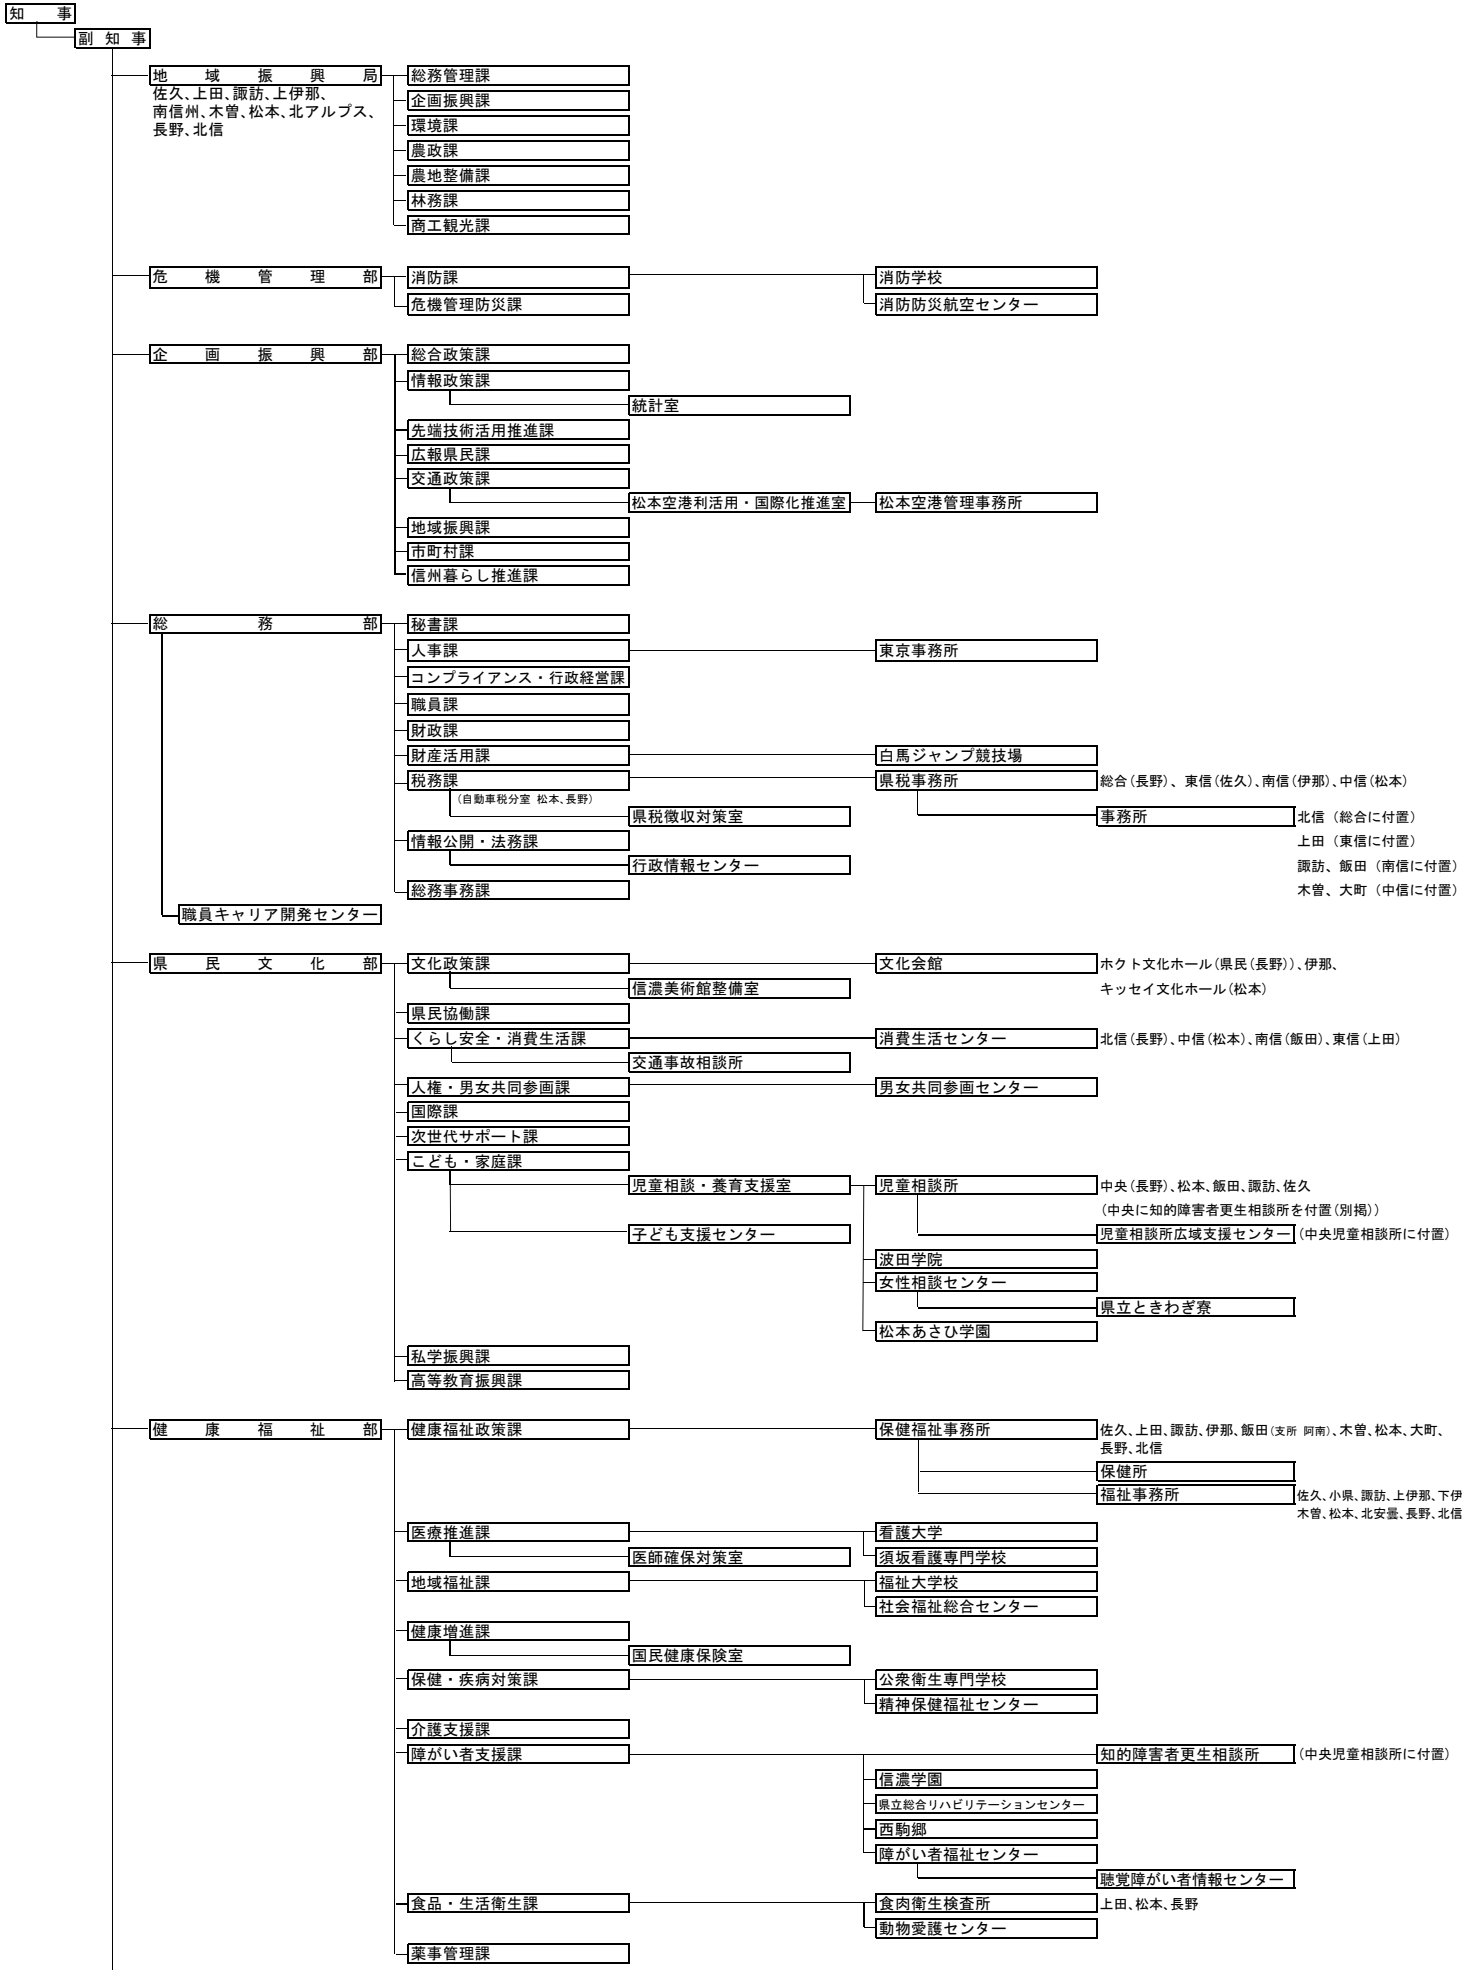 知事
副知事
地域振興局
佐久、上田、諏訪、上伊那、
南信州、木曽、松本、北アルプス、
長野、北信
総務管理課
企画振興課
環境課
農政課
農地整備課
林務課
商工観光課
危機管理部
消防課
消防学校
危機管理防災課
消防防災航空センター
企画振興部
総合政策課
情報政策課
統計室
先端技術活用推進課
広報県民課
交通政策課
松本空港利活用・国際化推進室
松本空港管理事務所
地域振興課
市町村課
信州暮らし推進課
総務部
秘書課
人事課
東京事務所
コンプライアンス・行政経営課
職員課
財政課
財産活用課
白馬ジャンプ競技場
税務課
県税事務所
総合(長野)、東信(佐久)、南信(伊那)、中信(松本)
(自動車税分室 松本、長野)
県税徴収対策室
事務所
北信(総合に付置)
情報公開・法務課
上田(東信に付置)
行政情報センター
諏訪、飯田(南信に付置)
総務事務課
木曽、大町(中信に付置)
職員キャリア開発センター
県民文化部
文化政策課
文化会館
ホクト文化ホール(県民(長野))、伊那、
信濃美術館整備室
キッセイ文化ホール(松本)
県民協働課
くらし安全・消費生活課
消費生活センター
北信(長野)、中信(松本)、南信(飯田)、東信(上田)
交通事故相談所
人権・男女共同参画課
男女共同参画センター
国際課
次世代サポート課
こども・家庭課
児童相談・養育支援室
児童相談所
中央(長野)、松本、飯田、諏訪、佐久
(中央に知的障害者更生相談所を付置(別掲))
子ども支援センター
児童相談所広域支援センター
(中央児童相談所に付置)
波田学院
女性相談センター
県立ときわぎ寮
松本あさひ学園
私学振興課
高等教育振興課
健康福祉部
健康福祉政策課
保健福祉事務所
佐久、上田、諏訪、伊那、飯田(支所 阿南)、木曽、松本、大町、
長野、北信
保健所
福祉事務所
佐久、小県、諏訪、上伊那、下伊
木曽、松本、北安曇、長野、北信
医療推進課
看護大学
医師確保対策室
須坂看護専門学校
地域福祉課
福祉大学校
社会福祉総合センター
健康増進課
国民健康保険室
保健・疾病対策課
公衆衛生専門学校
精神保健福祉センター
介護支援課
障がい者支援課
知的障害者更生相談所
(中央児童相談所に付置)
信濃学園
県立総合リハビリテーションセンター
西駒郷
障がい者福祉センター
聴覚障がい者情報センター
食品・生活衛生課
食肉衛生検査所
上田、松本、長野
動物愛護センター
薬事管理課